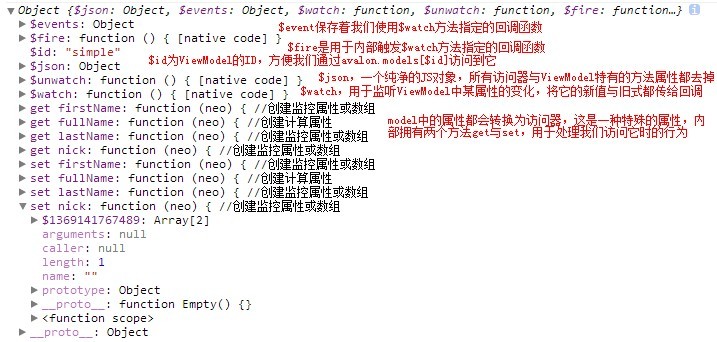 ▼Object {$json: Object, $events: Object, $watch: function, $unwatch: function, $fire: function…} i
▶ $events: Object $event保存着我们使用$watch方法指定的回调函数
▶ $fire: function () { [native code] } $fire是用于内部触发$watch方法指定的回调函数
$id: "simple" $id为ViewModel的ID，方便我们通过avalon.models[$id]访问到它
▶ $json: Object
▶ $unwatch: function () { [native code] } $json，一个纯净的JS对象，所有访问器与ViewModel特有的方法属性都去掉
▶ $watch: function () { [native code] } $watch，用于监听ViewModel中某属性的变化，将它的新值与旧式都传给回调
▶ get firstName: function (neo) { //创建监控属性或数组
▶ get fullName: function (neo) { //创建计算属性 model中的属性都会转换为访问器，这是一种特殊的属性，内
▶ get lastName: function (neo) { //创建监控属性或数组 部拥有两个方法get与set，用于处理我们访问它时的行为
▶ get nick: function (neo) { //创建监控属性或数组
▶ set firstName: function (neo) { //创建监控属性或数组
▶ set fullName: function (neo) { //创建计算属性
▶ set lastName: function (neo) { //创建监控属性或数组
▼ set nick: function (neo) { //创建监控属性或数组
▶ $1369141767489: Array[2]
arguments: null
caller: null
length: 1
name: ""
▶ prototype: Object
▶ __proto__: function Empty() {}
▶ <function scope>
▶ __proto__: Object